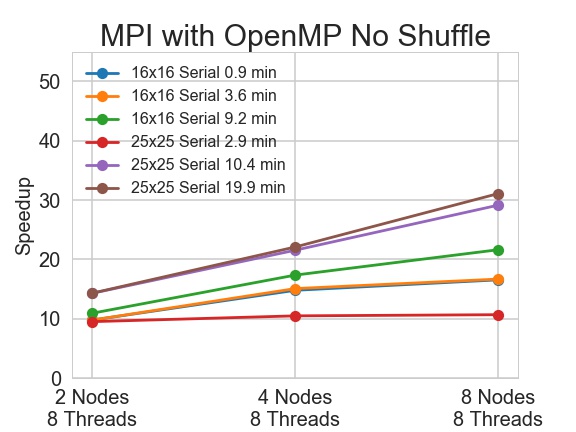 MPI with OpenMP No Shuffle
16x16 Serial 0.9 min
16x16 Serial 3.6 min
16x16 Serial 9.2 min
25x25 Serial 2.9 min
25x25 Serial 10.4 min
25x25 Serial 19.9 min
Speedup
50
40
30
20
10
0
2 Nodes
8 Threads
4 Nodes
8 Threads
8 Nodes
8 Threads